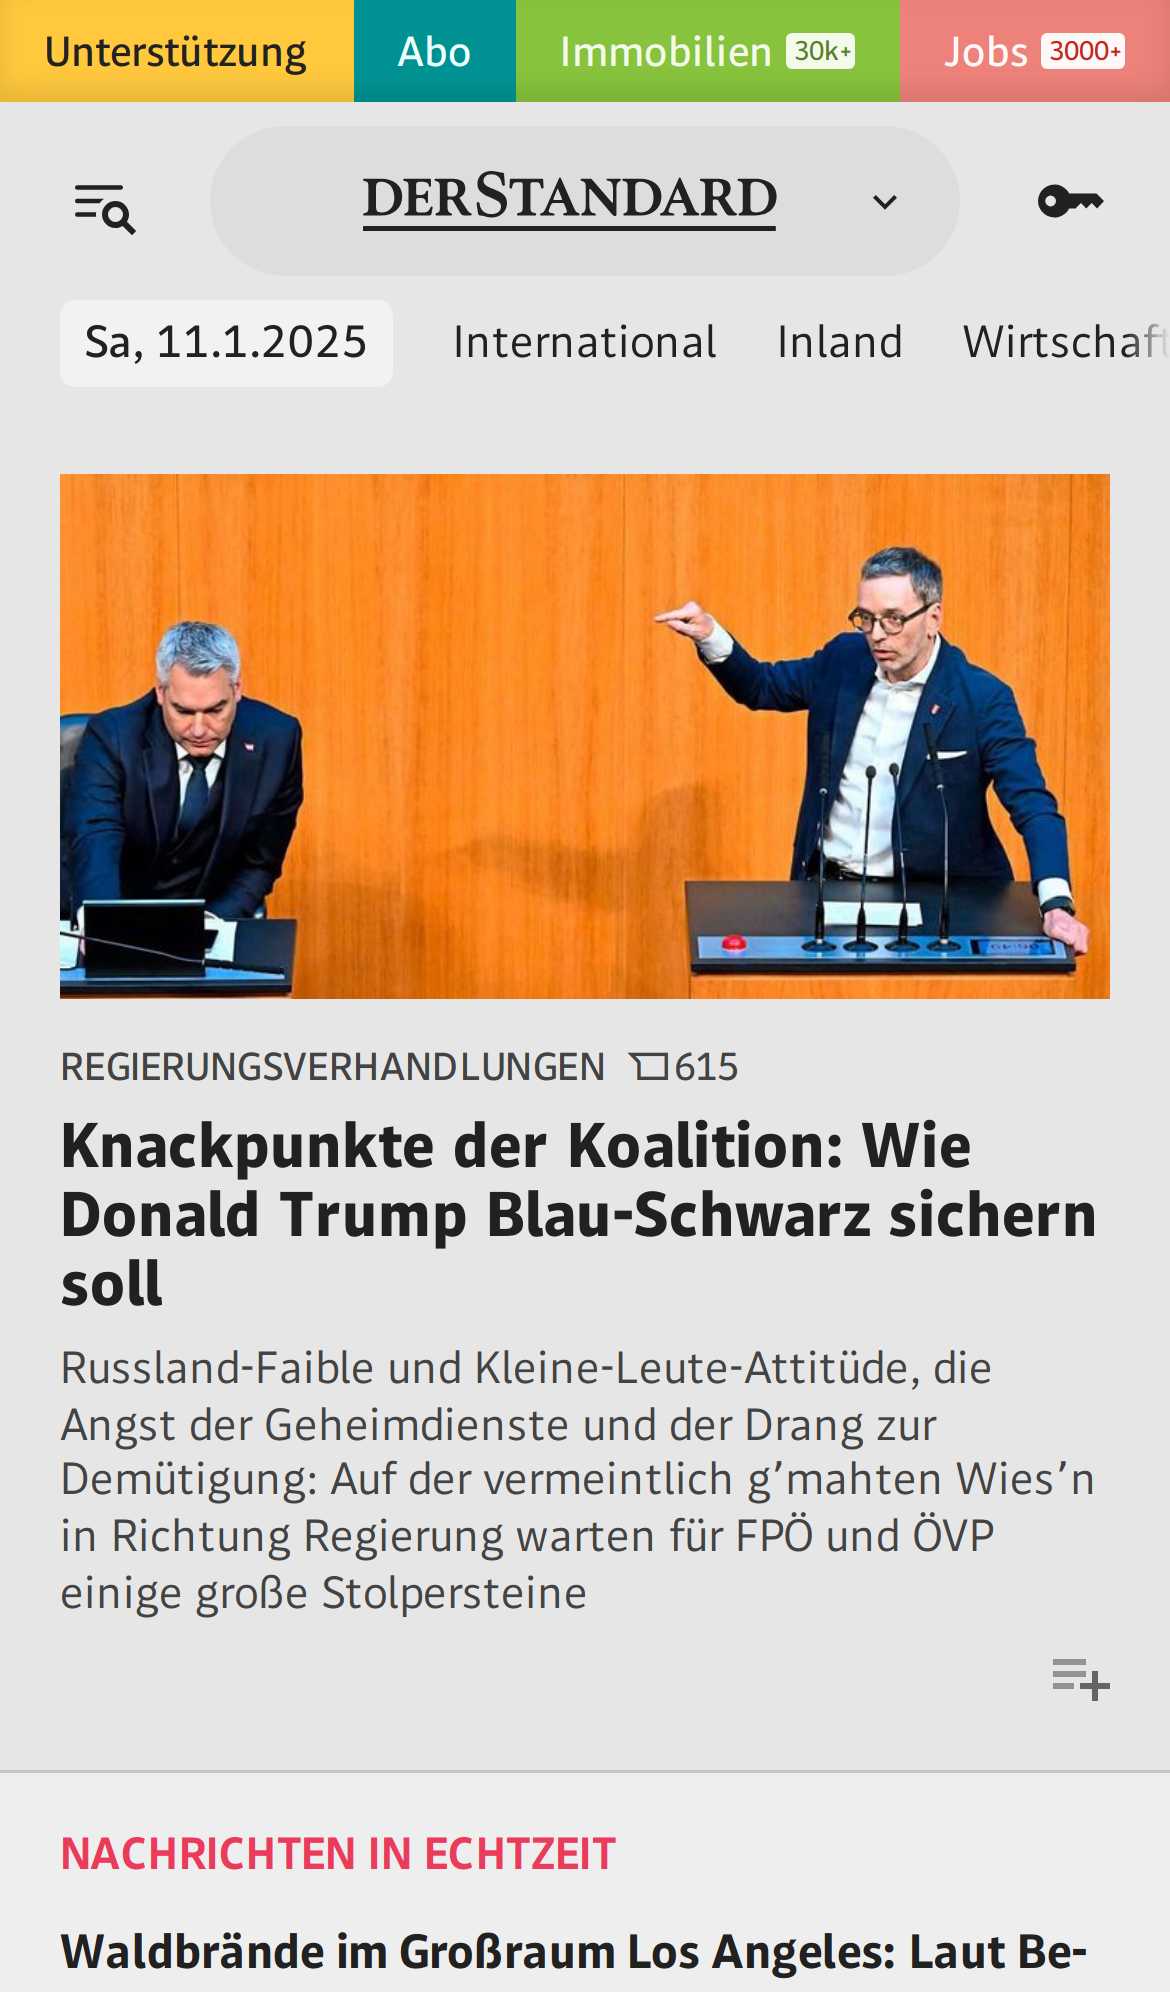 Unterstützung Abo Immobilien 30k+ Jobs 3000+
DERSTANDARD
Sa, 11.1.2025 International Inland Wirtschaft
REGIERUNGSVERHANDLUNGEN 615
Knackpunkte der Koalition: Wie
Donald Trump Blau-Schwarz sichern
soll
Russland-Faible und Kleine-Leute-Attitüde, die
Angst der Geheimdienste und der Drang zur
Demütigung: Auf der vermeintlich g’mahten Wies’n
in Richtung Regierung warten für FPÖ und ÖVP
einige große Stolpersteine
NACHRICHTEN IN ECHTZEIT
Waldbrände im Großraum Los Angeles: Laut Be-